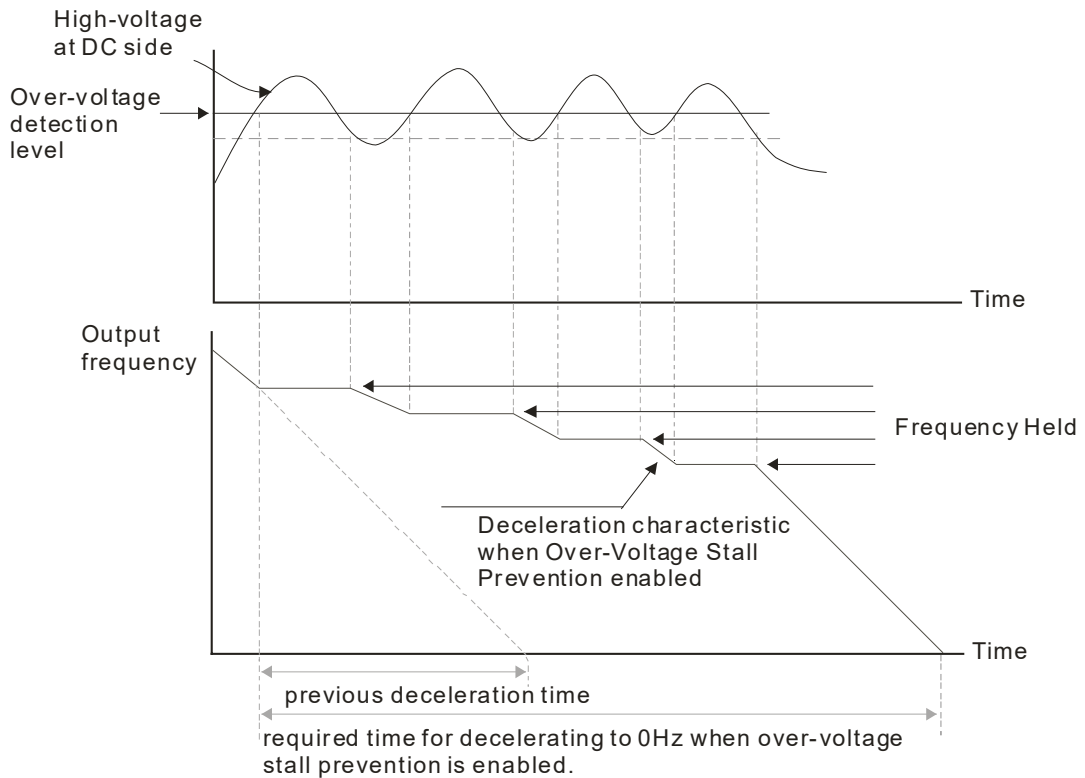 High-voltage
at DC side
Over-voltage
detection
level
Time
Output
frequency
Frequency Held
Deceleration characteristic
when Over-Voltage Stall
Prevention enabled
Time
previous deceleration time
required time for decelerating to 0Hz when over-voltage
stall prevention is enabled.